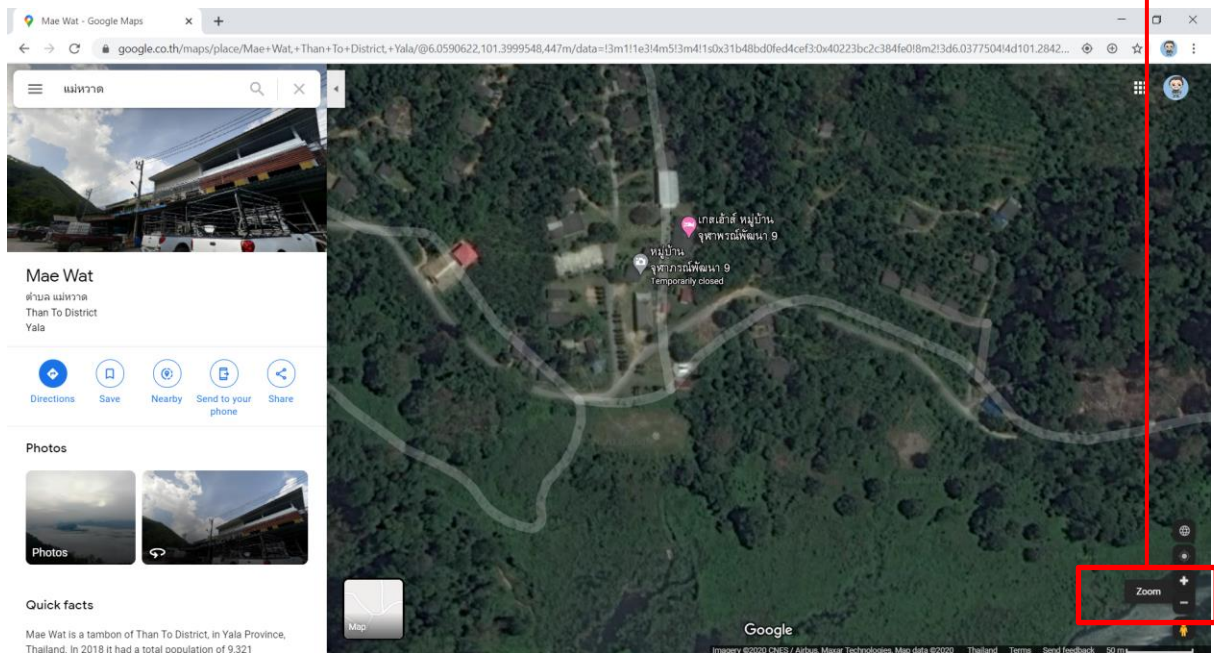 Mae Wat - Google Maps
google.co.th/maps/place/Mae+Wat,+Than+To+District,+Yala/@6.0590622,101.3999548,447m/data=!3m1!1e3!4m5!3m4!1s0x31b48bd0fed4cef3:0x40223bc2c384fe0!8m2!3d6.0377504!4d101.2842...
แม่หวาด
Mae Wat
ตำบล แม่หวาด
Than To District
Yala
Directions
Save
Nearby
Send to your
phone
Share
Photos
Photos
Quick facts
Mae Wat is a tambon of Than To District, in Yala Province,
Thailand. In 2018 it had a total population of 9,321
เกสเฮ้าส์ หมู่บ้าน
จุฬาพรณ์พัฒนา 9
หมู่บ้าน
จุฬาภรณ์พัฒนา 9
Temporarily closed
Zoom
Map
Google
Imagery ©2020 CNES / Airbus, Maxar Technologies, Map data ©2020 Thailand Terms Send feedback 50 m